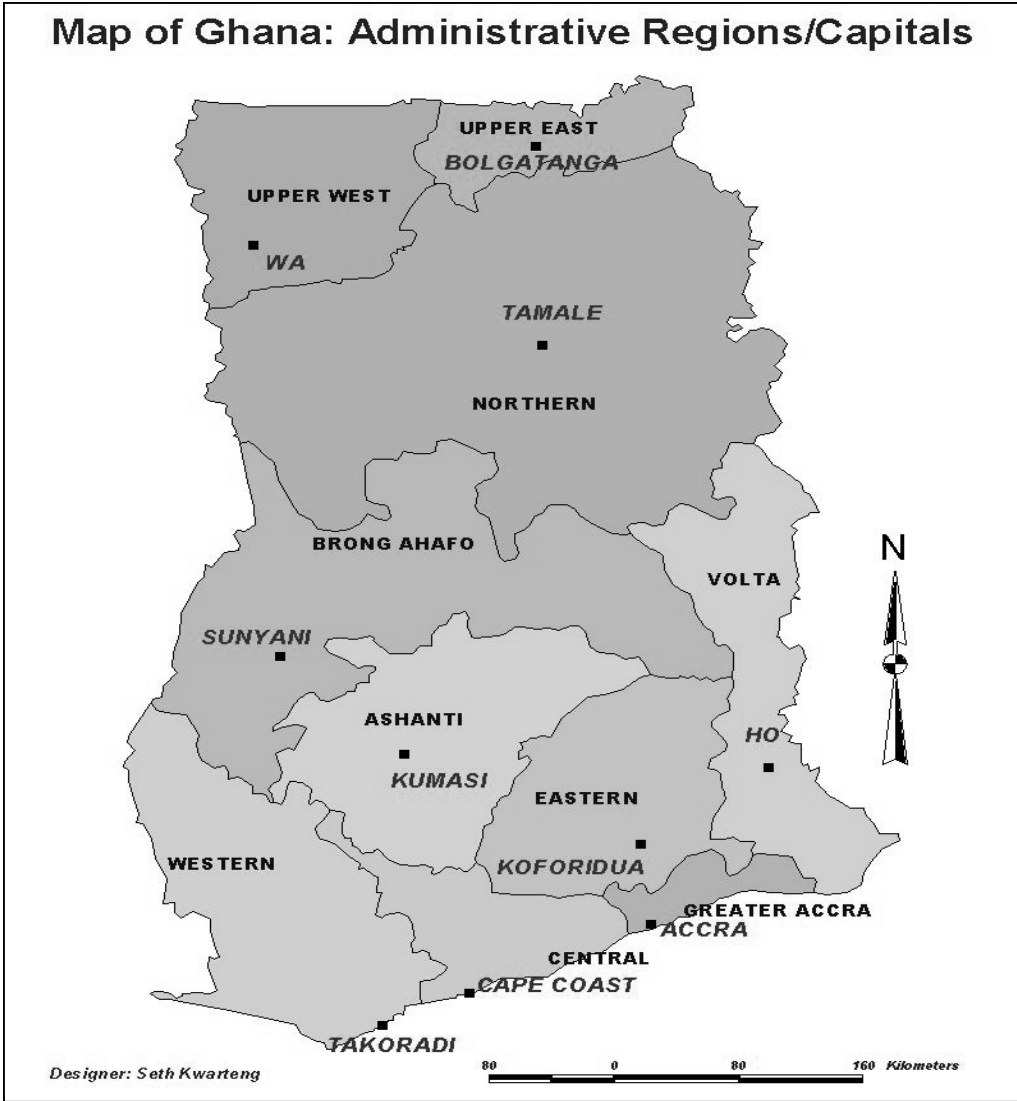 Map of Ghana: Administrative Regions/Capitals
UPPER EAST
BOLGATANGA
UPPER WEST
WA
TAMALE
NORTHERN
BRONG AHAFO
N
VOLTA
SUNYANI
ASHANTI
HO
KUMASI
EASTERN
WESTERN
KOFORIDUA
GREATER ACCRA
ACCRA
CENTRAL
CAPE COAST
TAKORADI
Designer: Seth Kwarteng
80 0 80 160 Kilometers